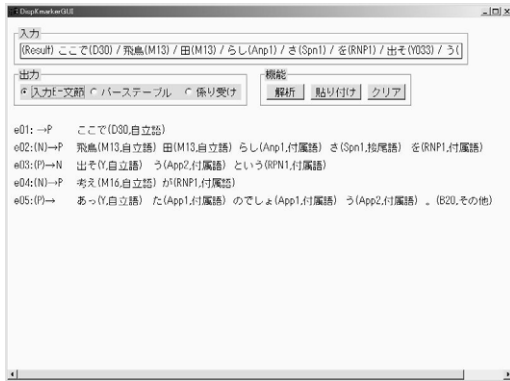 DispKmarkerGUI
入力
(Result) ここで(D30) / 飛鳥(M13) / 田(M13) / らし(Anp1) / さ(Spn1) / を(RNP1) / 出そ(Y033) / う(
出力
入力E-文節 パーステーブル 係り受け
機能
解析 貼り付け クリア
e01: →P ここで(D30,自立語)
e02:(N)→P 飛鳥(M13,自立語) 田(M13,自立語) らし(Anp1,付属語) さ(Spn1,接尾語) を(RNP1,付属語)
e03:(P)→N 出そ(Y,自立語) う(App2,付属語) という(RPN1,付属語)
e04:(N)→P 考え(M16,自立語) が(RNP1,付属語)
e05:(P)→ あっ(Y,自立語) た(App1,付属語) のでしょ(App1,付属語) う(App2,付属語) 。(B20,その他)